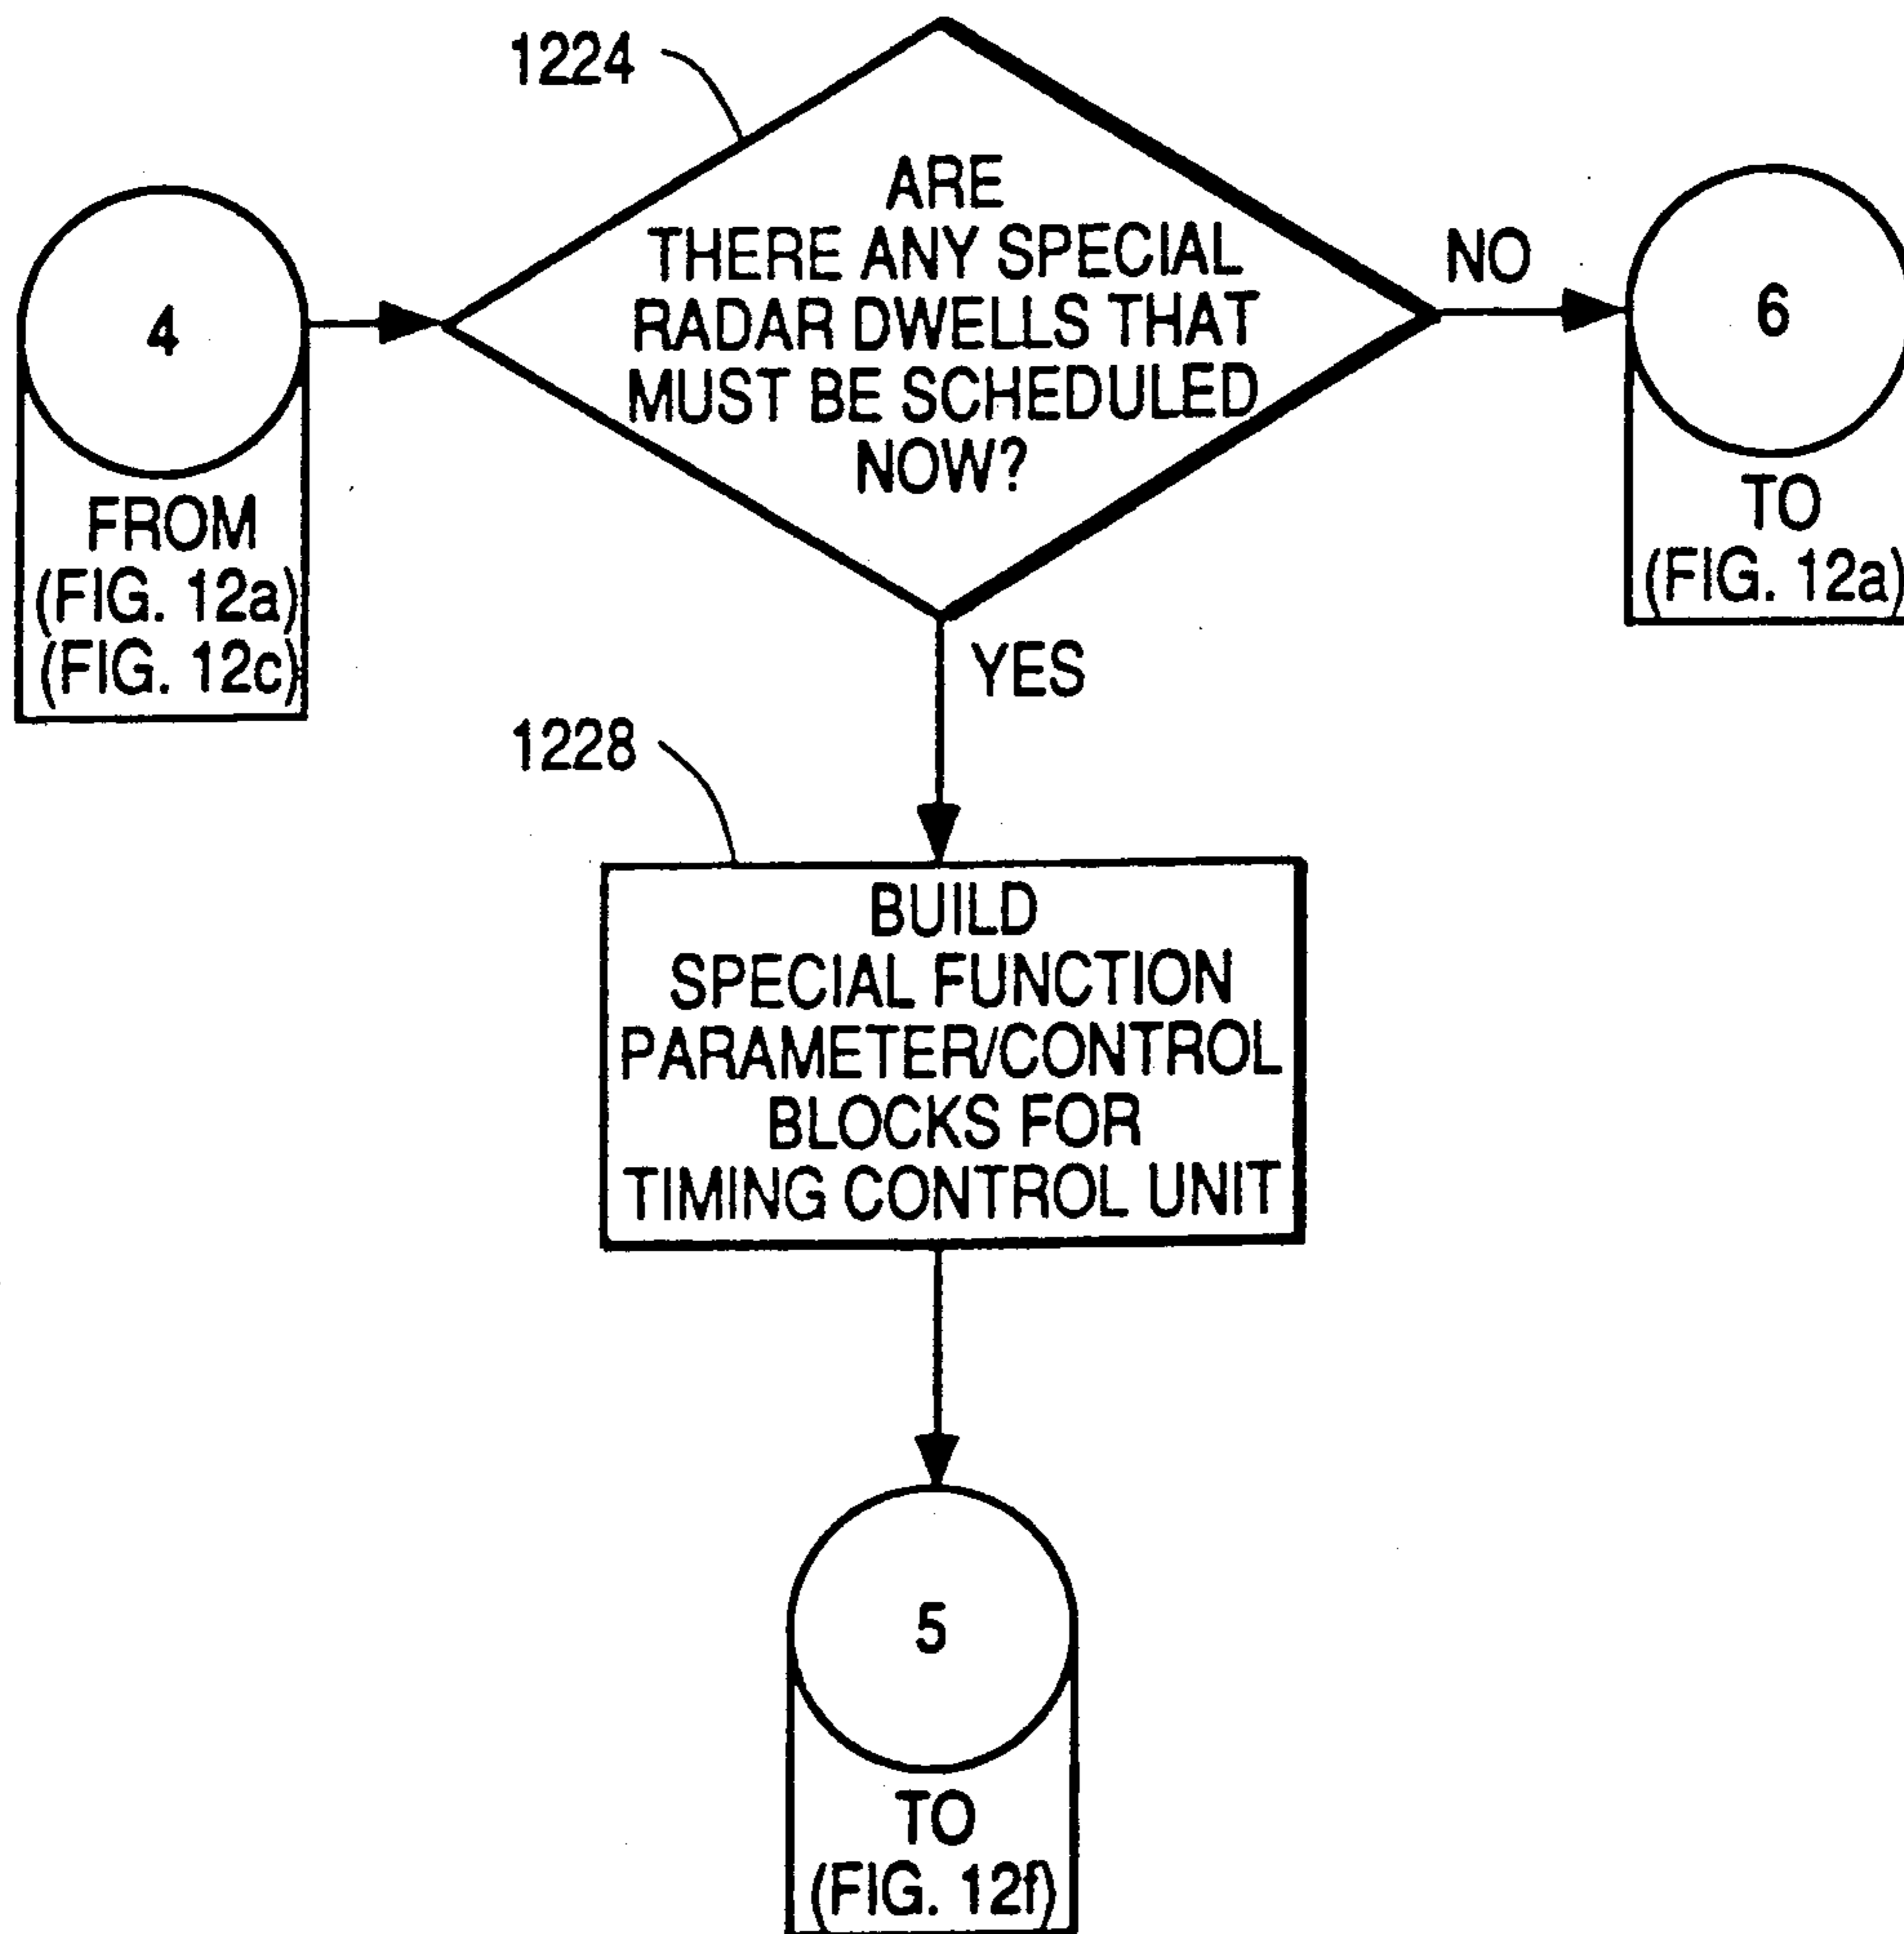 1224
ARE
THERE ANY SPECIAL
RADAR DWELLS THAT
MUST BE SCHEDULED
NOW?
4
FROM
(FIG. 12a)
(FIG. 12c)
NO
6
TO
(FIG. 12a)
YES
1228
BUILD
SPECIAL FUNCTION
PARAMETER/CONTROL
BLOCKS FOR
TIMING CONTROL UNIT
5
TO
(FIG. 12f)